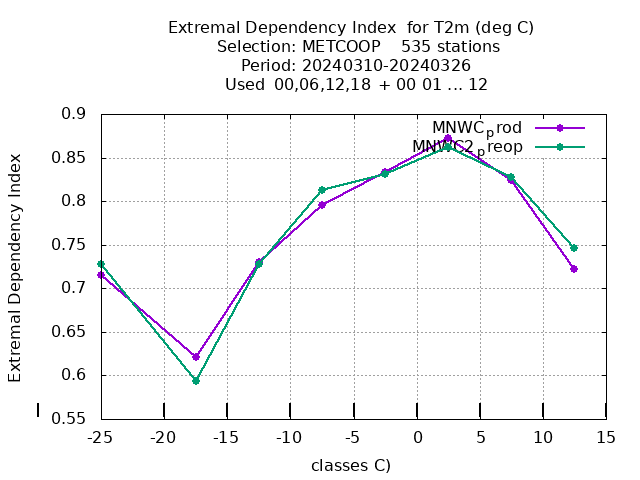 Extremal Dependency Index  for T2m (deg C)
Selection: METCOOP    535 stations
Period: 20240310-20240326
Used  00,06,12,18 + 00 01 ... 12
MNWC_prod
MNWC2_preop
Extremal Dependency Index
0.9
0.85
0.8
0.75
0.7
0.65
0.6
0.55
-25 -20 -15 -10 -5 0 5 10 15
classes C)